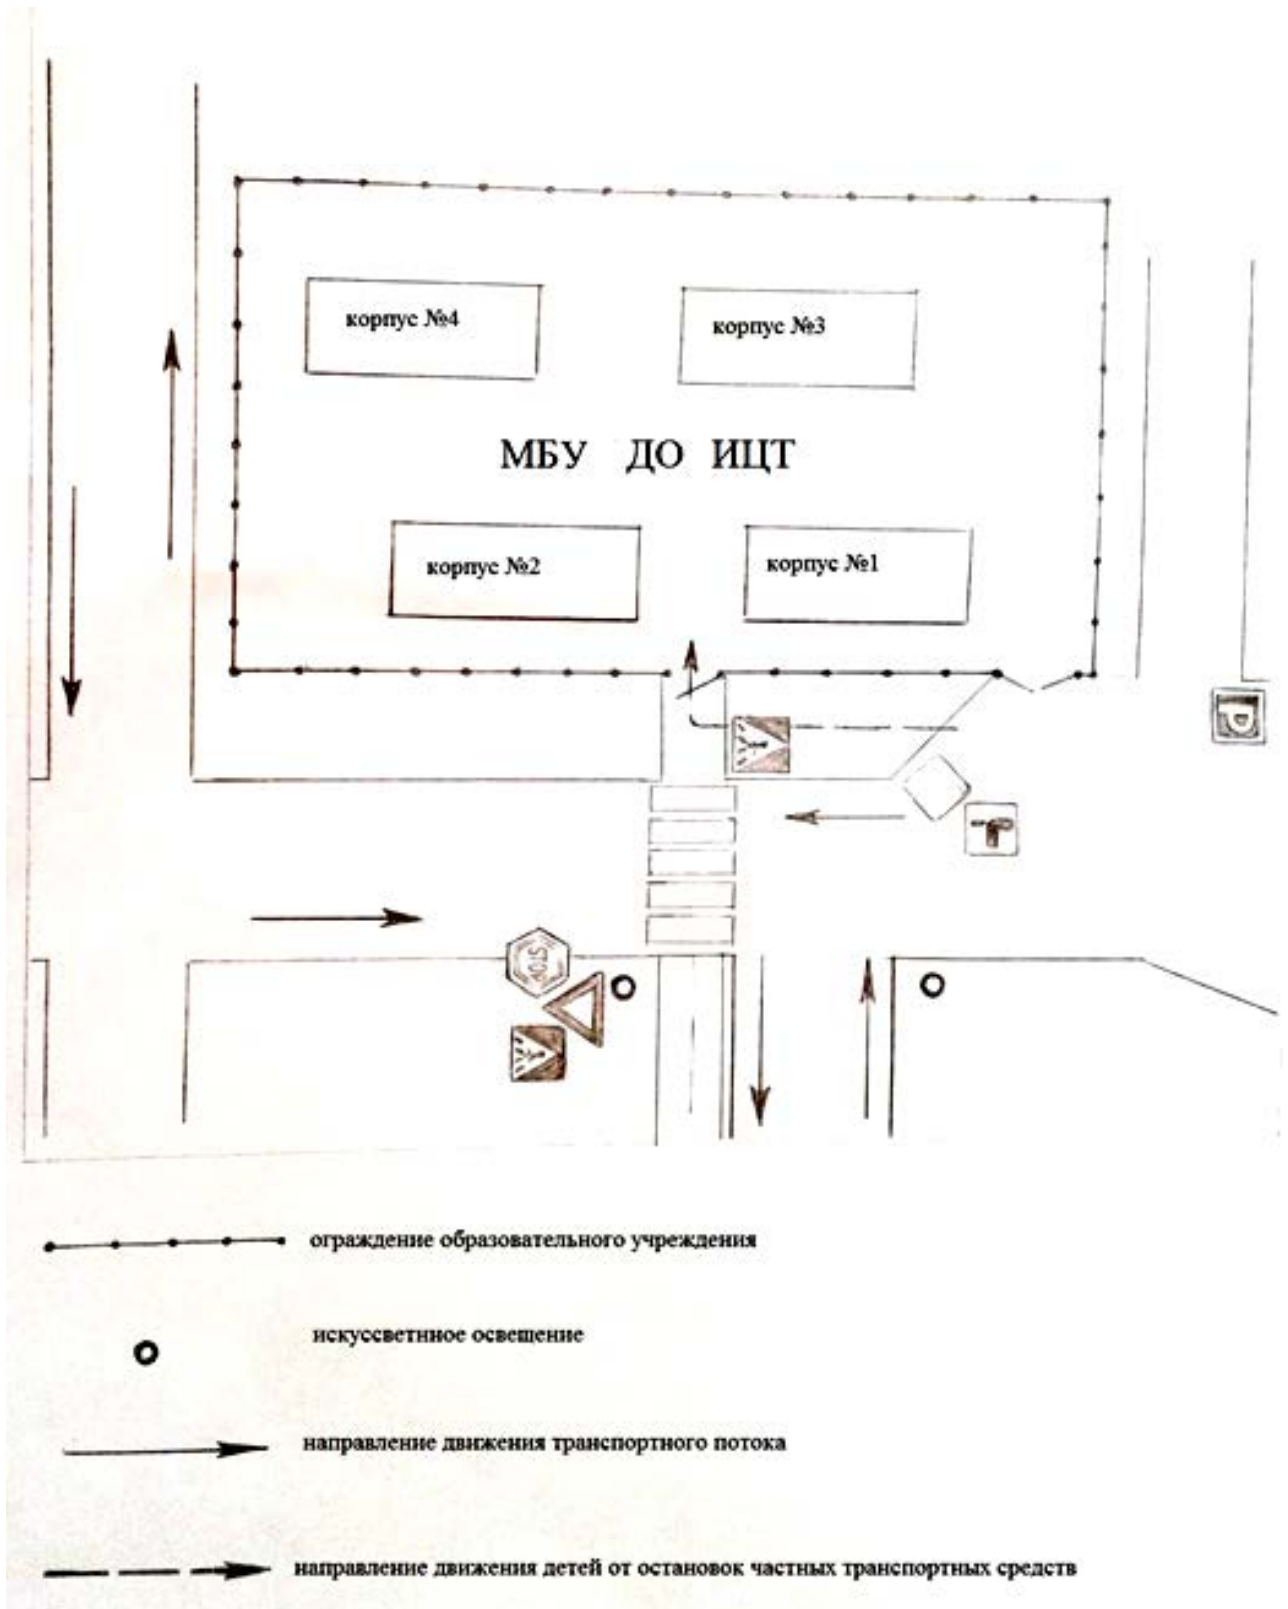 корпус №4
корпус №3
МБУ ДО ИЦТ
корпус №2
корпус №1
P
STOP
ограждение образовательного учреждения
искуссветнное освещение
направление движения транспортного потока
направление движения детей от остановок частных транспортных средств